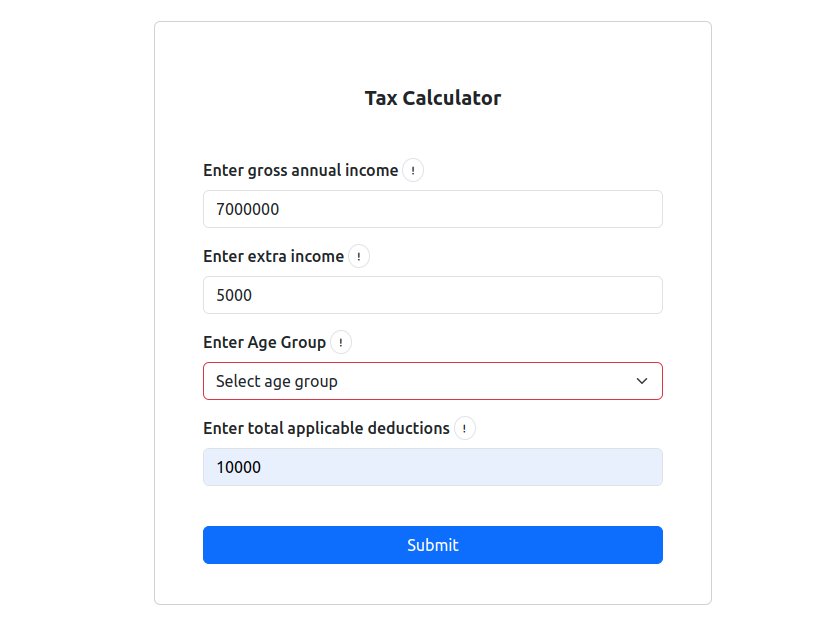 Tax Calculator
Enter gross annual income !
7000000
Enter extra income !
5000
Enter Age Group !
Select age group
Enter total applicable deductions !
10000
Submit